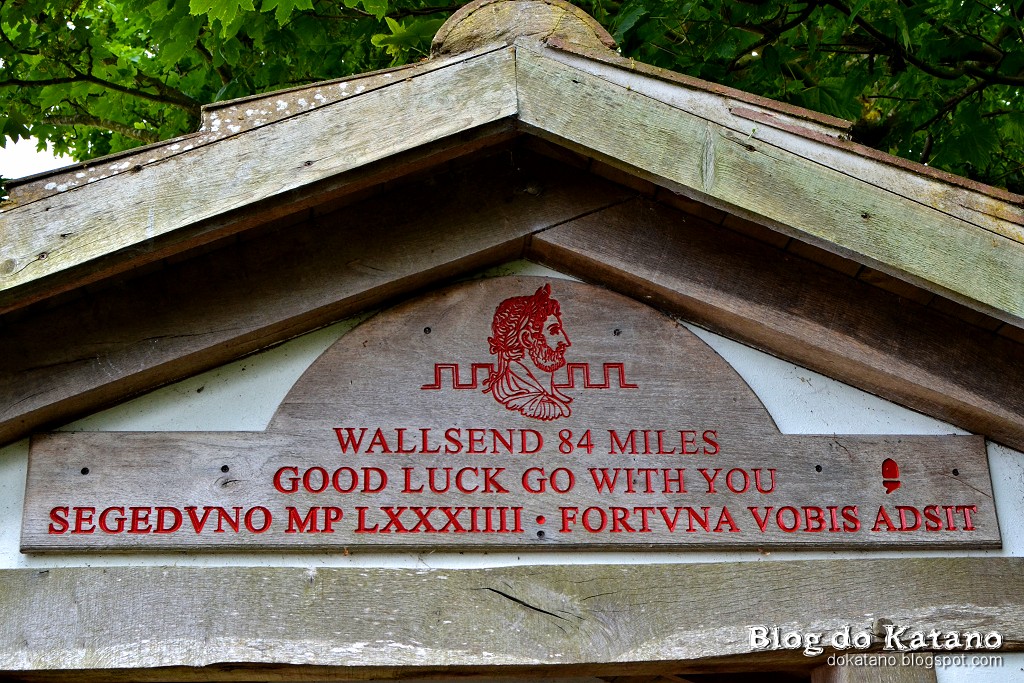 WALLSEND 84 MILES
GOOD LUCK GO WITH YOU
SEGEDVNO MP LXXXIIII • FORTVNA VOBIS ADSIT
Blog do Katano
dokatano.blogspot.com